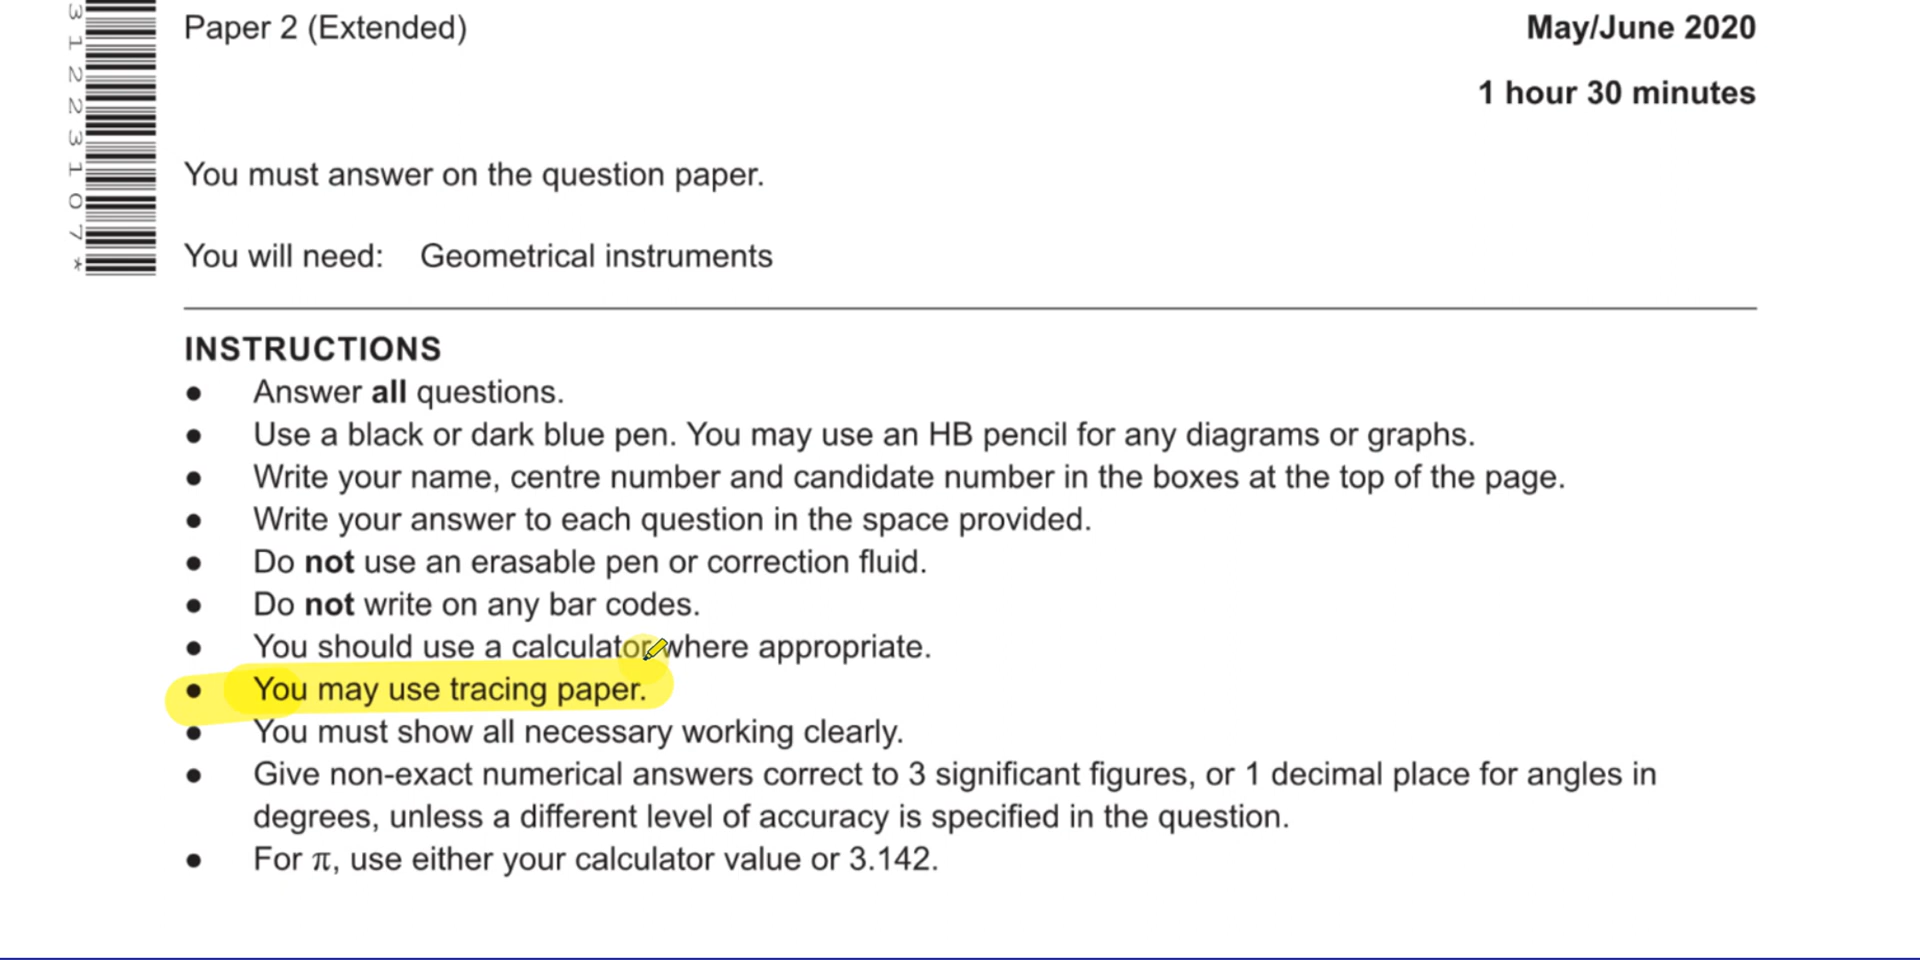 Paper 2 (Extended)
May/June 2020
1 hour 30 minutes
31223107*
You must answer on the question paper.
You will need: Geometrical instruments
INSTRUCTIONS
● Answer all questions.
● Use a black or dark blue pen. You may use an HB pencil for any diagrams or graphs.
● Write your name, centre number and candidate number in the boxes at the top of the page.
● Write your answer to each question in the space provided.
● Do not use an erasable pen or correction fluid.
● Do not write on any bar codes.
● You should use a calculator where appropriate.
● You may use tracing paper.
● You must show all necessary working clearly.
● Give non-exact numerical answers correct to 3 significant figures, or 1 decimal place for angles in
degrees, unless a different level of accuracy is specified in the question.
● For π, use either your calculator value or 3.142.